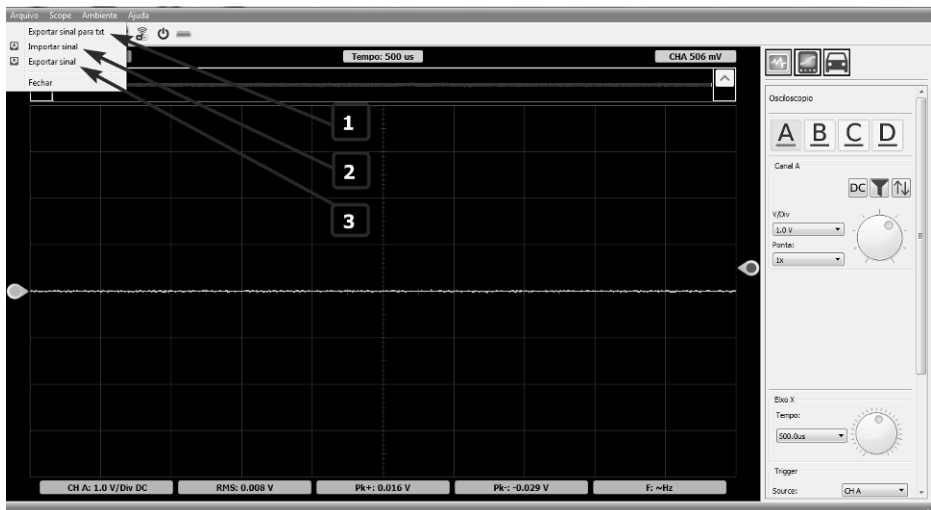 Arquivo Scope Ambiente Ajuda
Exportar sinal para txt
Importar sinal
Exportar sinal
Fechar
Tempo: 500 us
CHA 506 mV
1
2
3
CH A: 1.0 V/Div DC
RMS: 0.008 V
Pk+: 0.016 V
Pk-: -0.029 V
F: ~Hz
Osciloscopio
A B C D
Canal A
DC
V/Div
1.0 V
Ponta:
1x
Eixo X
Tempo:
500.0us
Trigger
Source: CH A